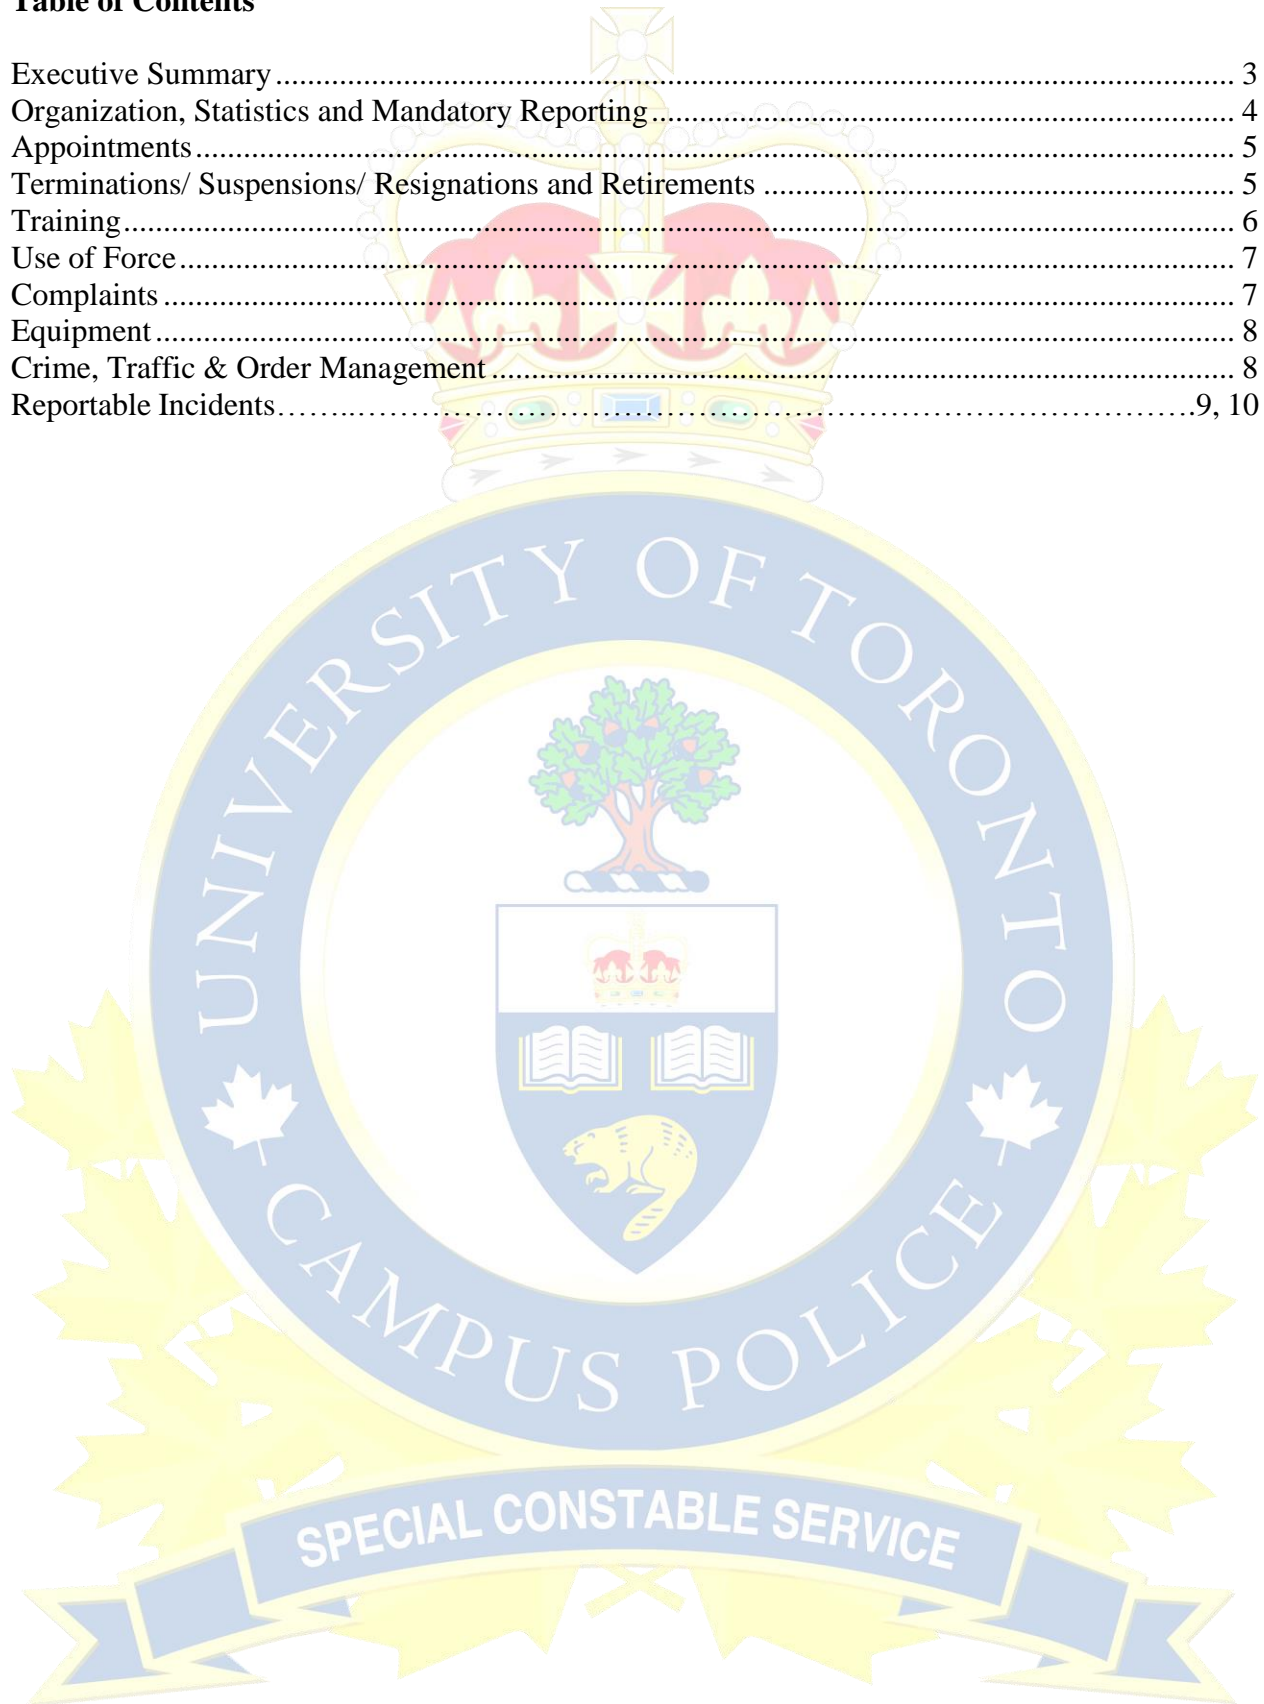 Table of Contents
Executive Summary........................................................................................................................ 3
Organization, Statistics and Mandatory Reporting......................................................................... 4
Appointments.................................................................................................................................. 5
Terminations/ Suspensions/ Resignations and Retirements ........................................................... 5
Training........................................................................................................................................... 6
Use of Force.................................................................................................................................... 7
Complaints ...................................................................................................................................... 7
Equipment....................................................................................................................................... 8
Crime, Traffic & Order Management............................................................................................. 8
Reportable Incidents……..……………………………………………………………………….9, 10
UNIVERSITY OF TORONTO
CAMPUS POLICE
SPECIAL CONSTABLE SERVICE